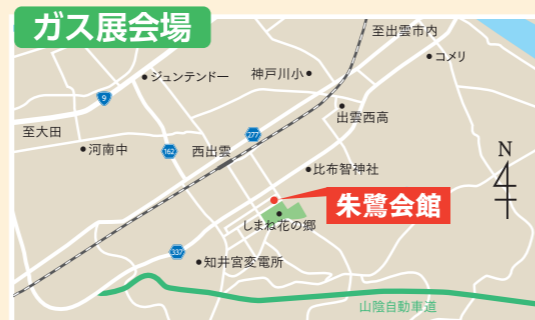 ガス展会場
至出雲市内
コメリ
ジュンテンドー
神戸川小
9
出雲西高
至大田
277
河南中
162
西出雲
比布智神社
N
朱鷺会館
しまね花の郷
337
知井宮変電所
山陰自動車道